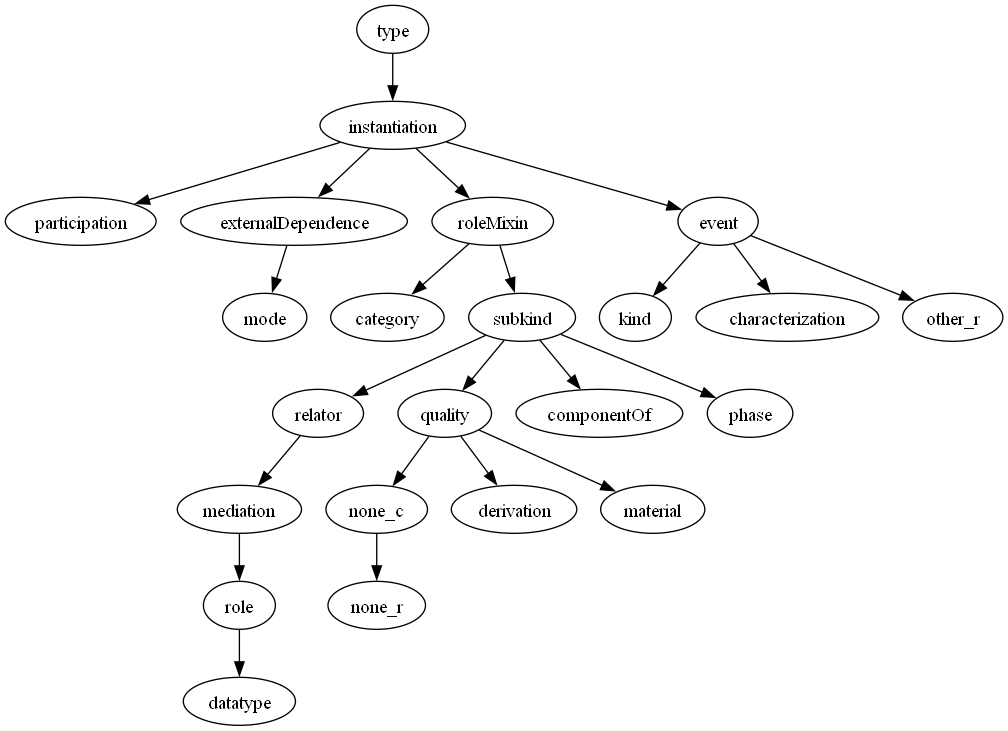 type
instantiation
participation
externalDependence
roleMixin
event
mode
category
subkind
kind
characterization
other_r
relator
quality
componentOf
phase
mediation
none_c
derivation
material
role
none_r
datatype